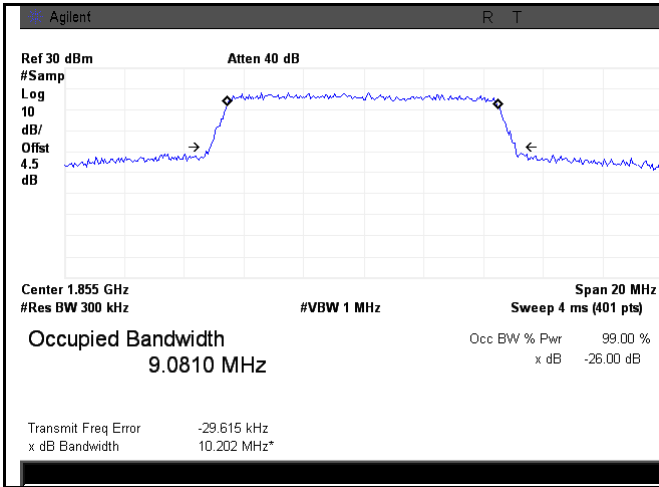 Agilent R T
Ref 30 dBm Atten 40 dB
#Samp
Log
10
dB/
Offst
4.5
dB
Center 1.855 GHz Span 20 MHz
#Res BW 300 kHz #VBW 1 MHz Sweep 4 ms (401 pts)
Occupied Bandwidth Occ BW % Pwr 99.00 %
9.0810 MHz x dB -26.00 dB
Transmit Freq Error -29.615 kHz
x dB Bandwidth 10.202 MHz*